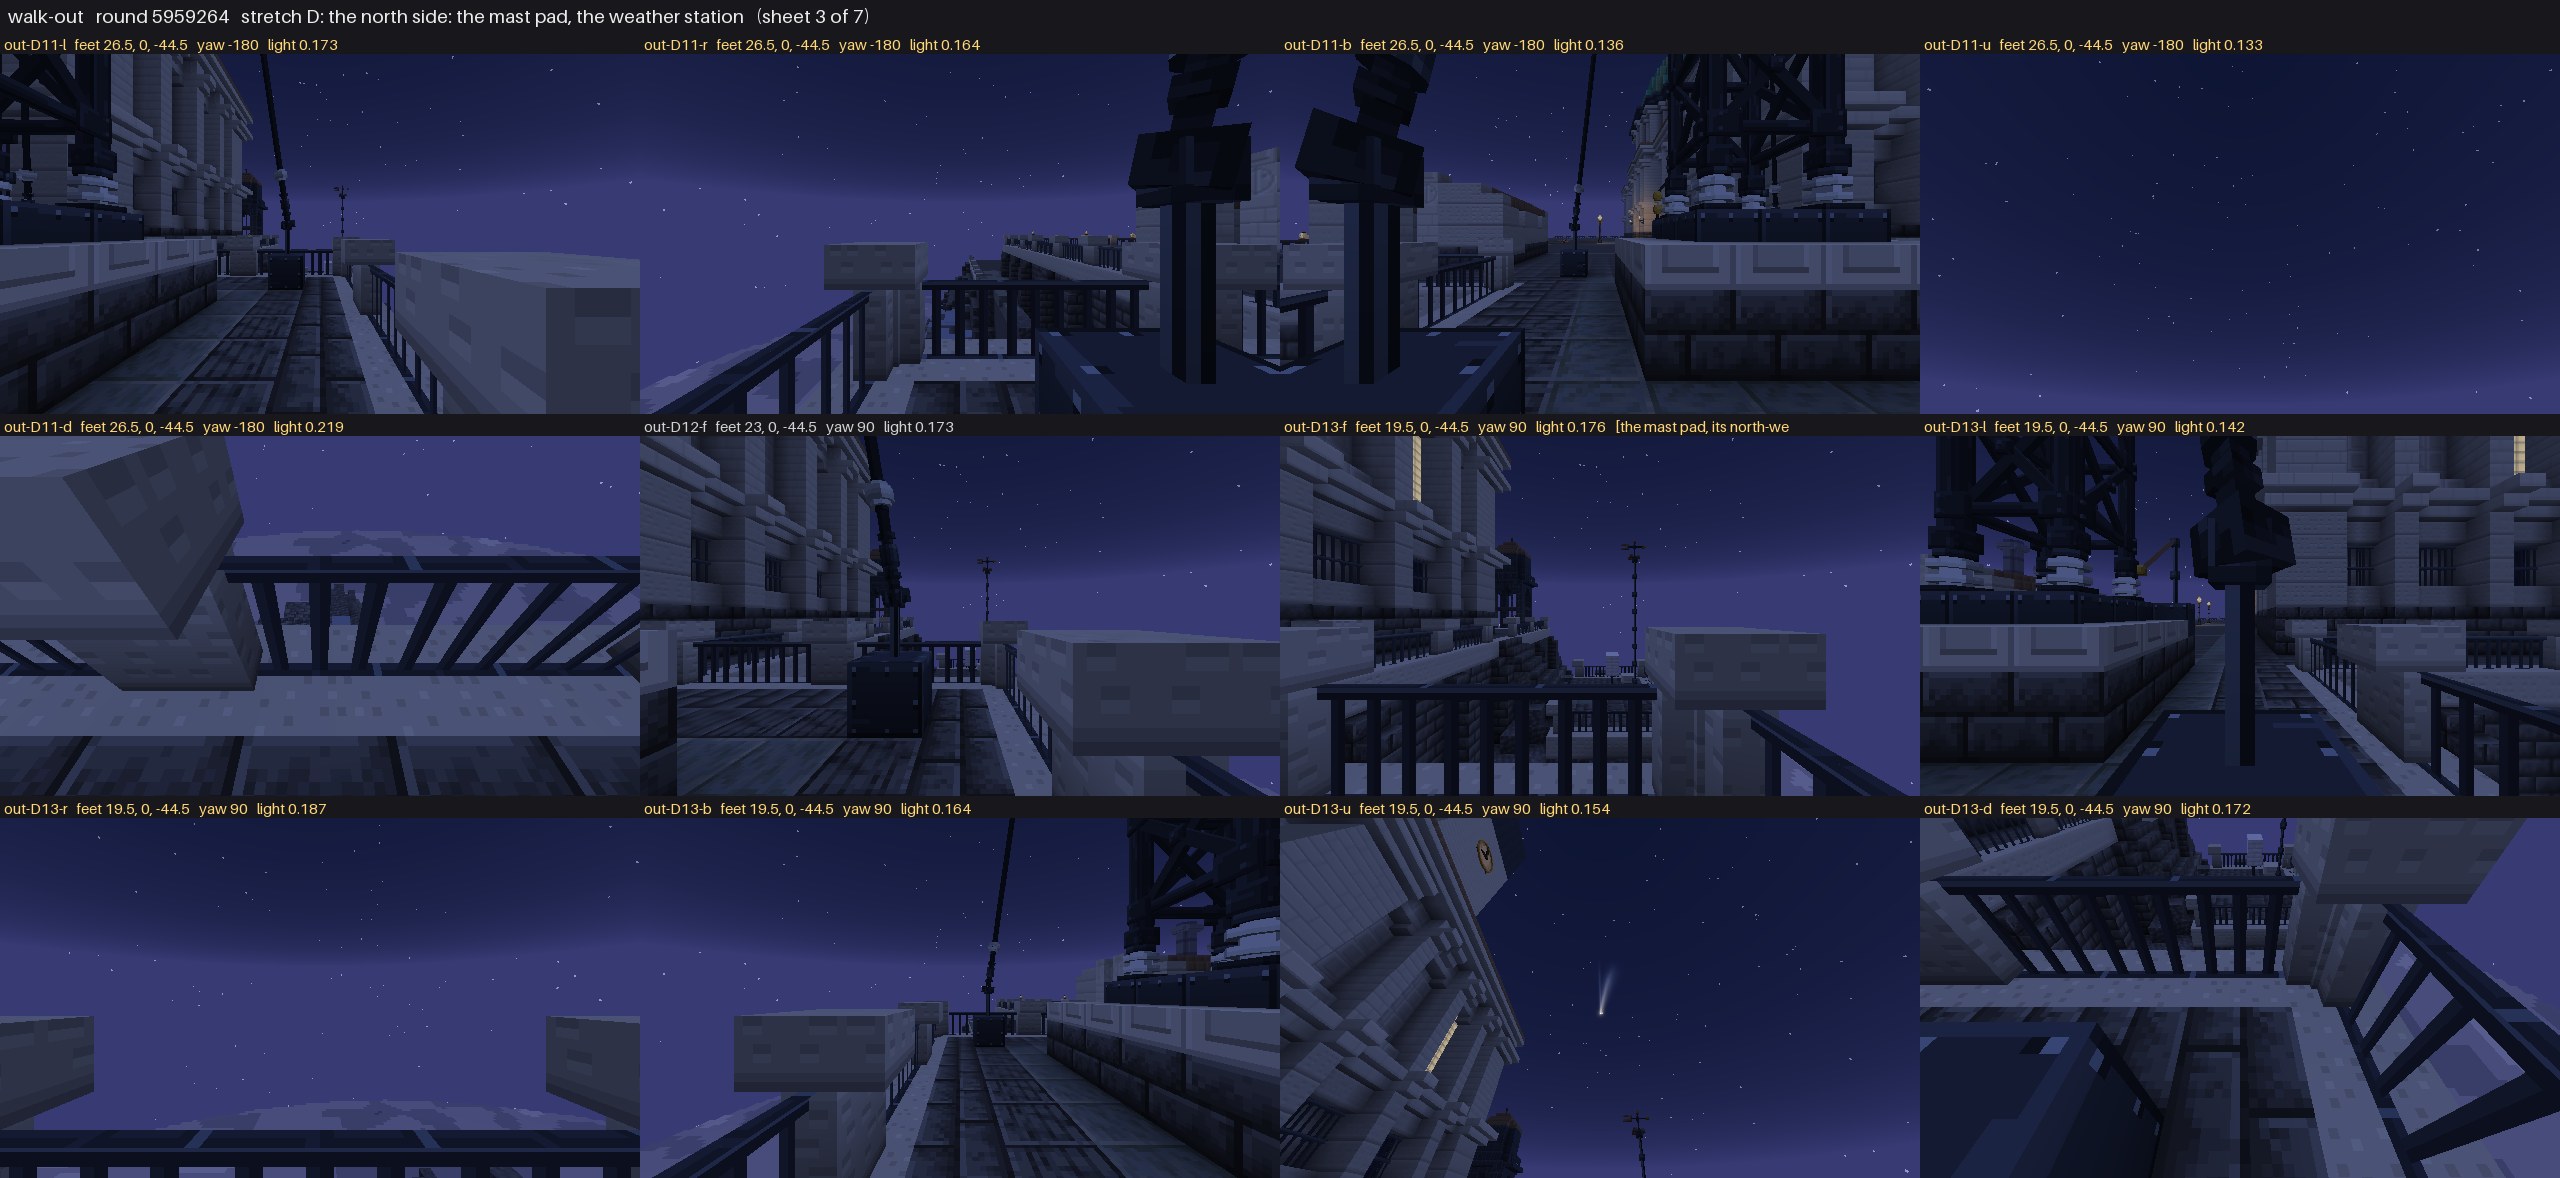 walk-out round 5959264 stretch D: the north side: the mast pad, the weather station (sheet 3 of 7)
out-D11-l feet 26.5, 0, -44.5 yaw -180 light 0.173
out-D11-r feet 26.5, 0, -44.5 yaw -180 light 0.164
out-D11-b feet 26.5, 0, -44.5 yaw -180 light 0.136
out-D11-u feet 26.5, 0, -44.5 yaw -180 light 0.133
out-D11-d feet 26.5, 0, -44.5 yaw -180 light 0.219
out-D12-f feet 23, 0, -44.5 yaw 90 light 0.173
out-D13-f feet 19.5, 0, -44.5 yaw 90 light 0.176 [the mast pad, its north-we
out-D13-l feet 19.5, 0, -44.5 yaw 90 light 0.142
out-D13-r feet 19.5, 0, -44.5 yaw 90 light 0.187
out-D13-b feet 19.5, 0, -44.5 yaw 90 light 0.164
out-D13-u feet 19.5, 0, -44.5 yaw 90 light 0.154
out-D13-d feet 19.5, 0, -44.5 yaw 90 light 0.172